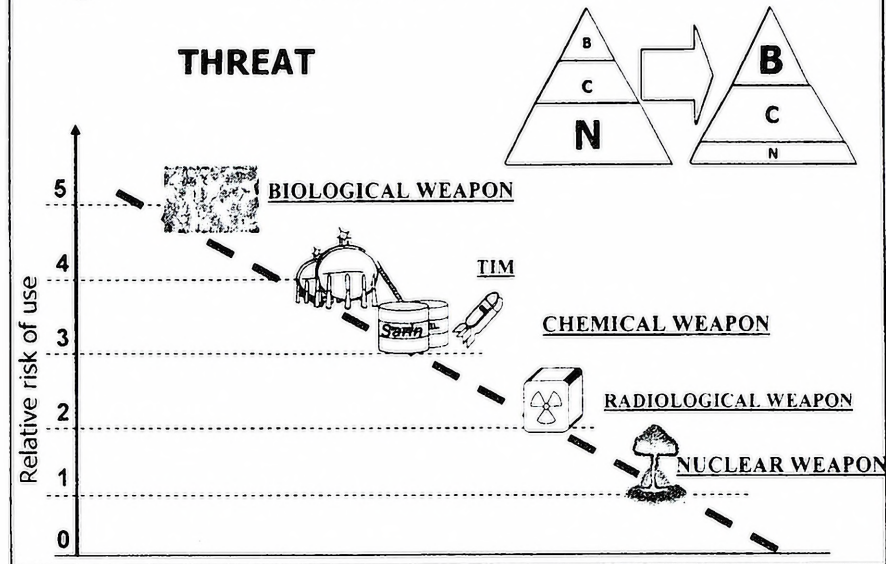 THREAT
B
C
N
B
C
N
Relative risk of use
5
4
3
2
1
0
BIOLOGICAL WEAPON
TIM
Sarin
CHEMICAL WEAPON
RADIOLOGICAL WEAPON
NUCLEAR WEAPON